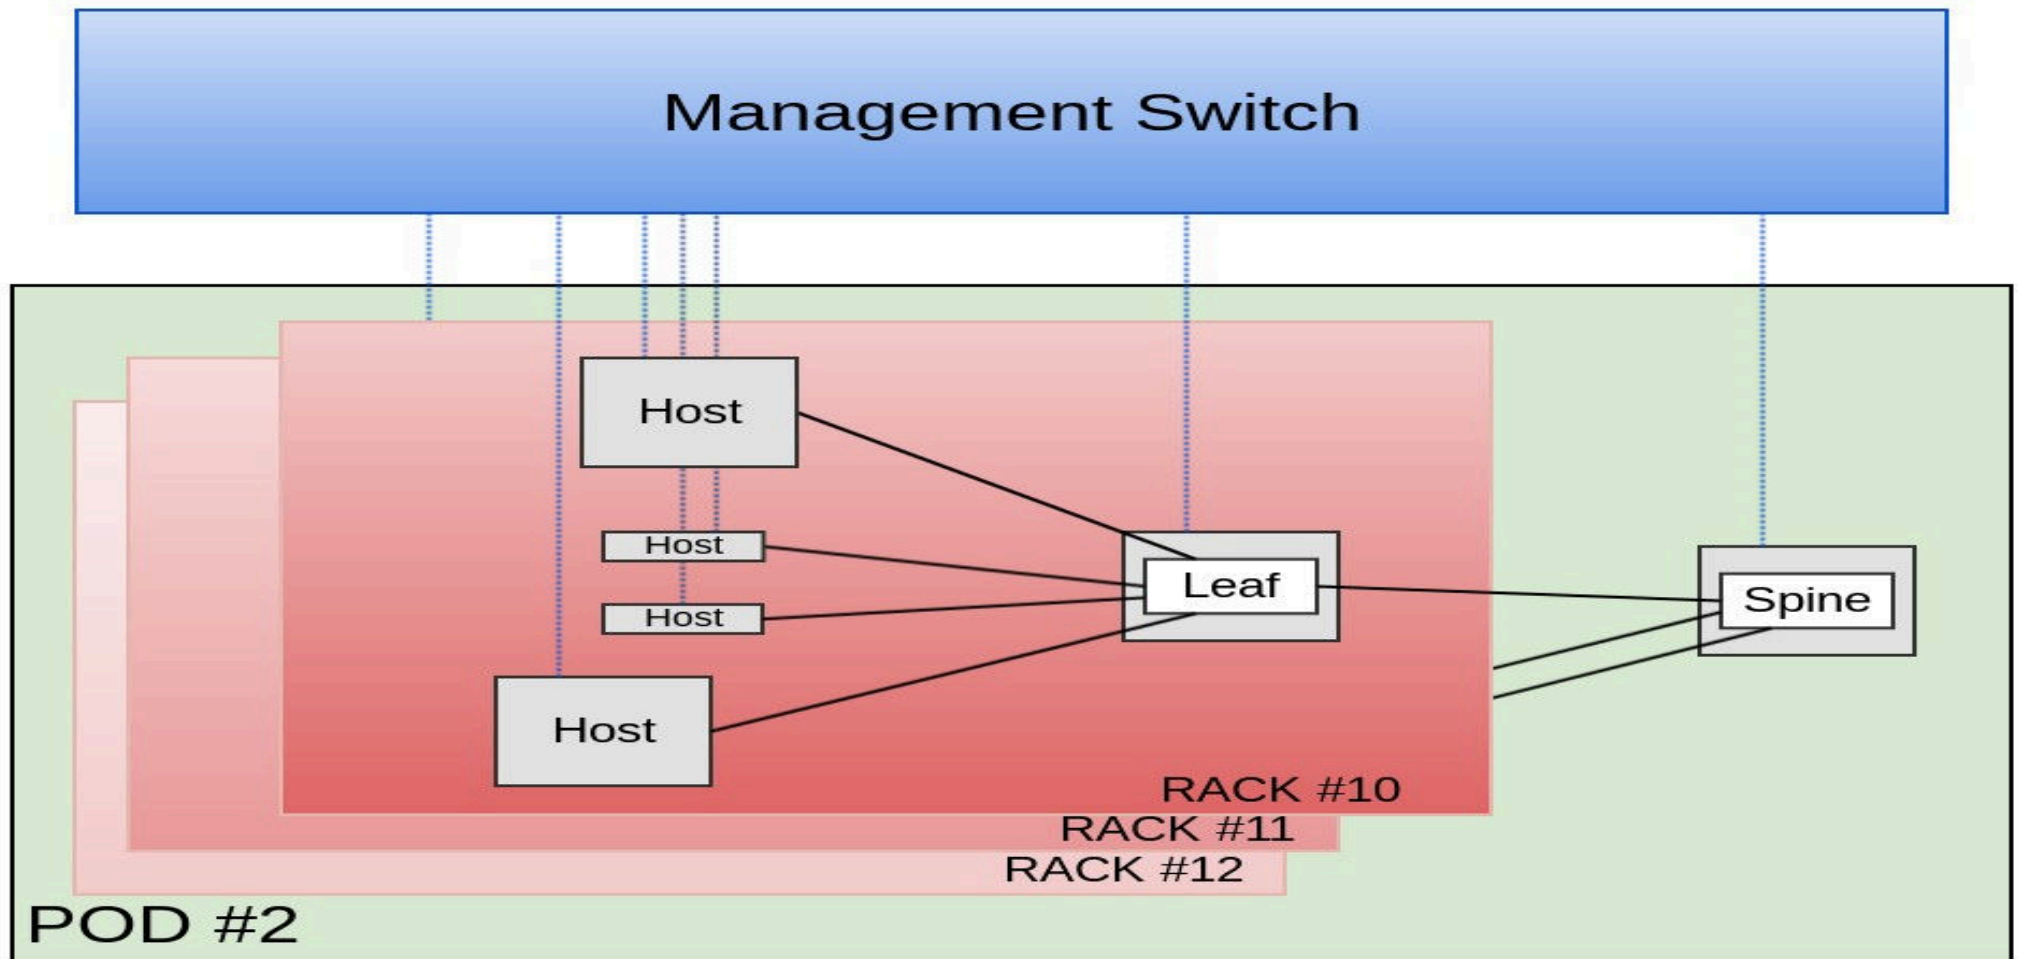 Management Switch
Host
Host
Leaf
Spine
Host
Host
RACK #10
RACK #11
RACK #12
POD #2